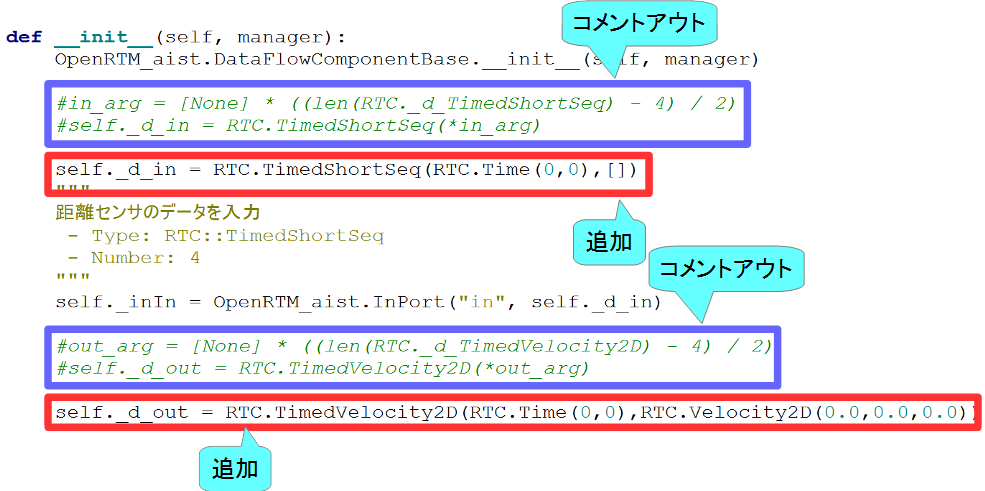 コメントアウト
def __init__(self, manager):
OpenRTM_aist.DataFlowComponentBase.__init__(self, manager)
#in_arg = [None] * ((len(RTC._d_TimedShortSeq) - 4) / 2)
#self._d_in = RTC.TimedShortSeq(*in_arg)
self._d_in = RTC.TimedShortSeq(RTC.Time(0,0),[])
"""
距離センサのデータを入力
- Type: RTC::TimedShortSeq
- Number: 4
"""
追加
コメントアウト
self._inIn = OpenRTM_aist.InPort("in", self._d_in)
#out_arg = [None] * ((len(RTC._d_TimedVelocity2D) - 4) / 2)
#self._d_out = RTC.TimedVelocity2D(*out_arg)
self._d_out = RTC.TimedVelocity2D(RTC.Time(0,0),RTC.Velocity2D(0.0,0.0,0.0))
追加